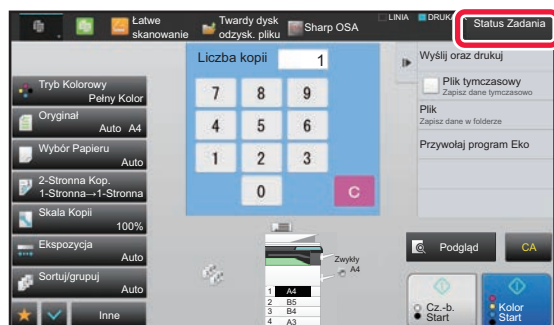 Łatwe
skanowanie
Twardy dysk
odzysk. pliku
Sharp OSA
LINIA
DRUK
Status Zadania
Liczba kopii 1
Tryb Kolorowy
Pełny Kolor
Oryginał
Auto A4
Wybór Papieru
Auto
2-Stronna Kop.
1-Stronna→1-Stronna
Skala Kopii
100%
Ekspozycja
Auto
Sortuj/grupuj
Auto
Inne
7 8 9
4 5 6
1 2 3
0 C
Zwykły
A4
1 A4
2 B5
3 B4
4 A3
Wyślij oraz drukuj
Plik tymczasowy
Zapisz dane tymczasowo
Plik
Zapisz dane w folderze
Przywołaj program Eko
Podgląd
CA
Cz.-b.
Start
Kolor
Start